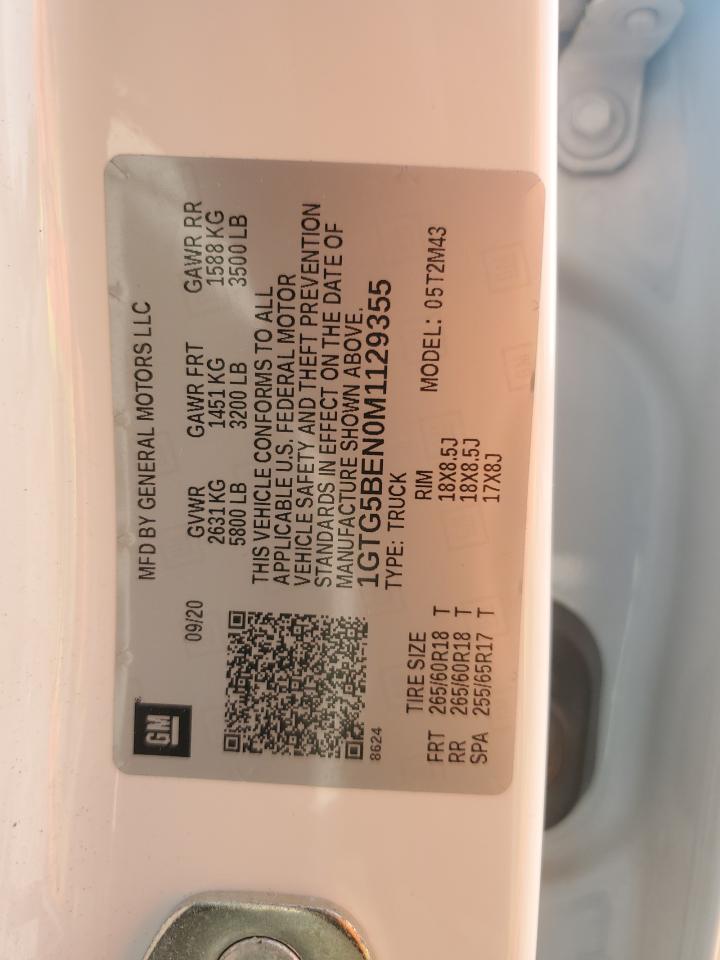 GM
MFD BY GENERAL MOTORS LLC
09/20
GVWR GAWR FRT GAWR RR
2631KG 1451 KG 1588 KG
5800 LB 3200 LB 3500 LB
THIS VEHICLE CONFORMS TO ALL
APPLICABLE U.S. FEDERAL MOTOR
VEHICLE SAFETY AND THEFT PREVENTION
STANDARDS IN EFFECT ON THE DATE OF
MANUFACTURE SHOWN ABOVE.
1GTG5BEN0M1129355
TYPE: TRUCK
8624
MODEL: 05T2M43
TIRE SIZE RIM
FRT 265/60R18 T 18X8.5J
RR 265/60R18 T 18X8.5J
SPA 255/65R17 T 17X8J